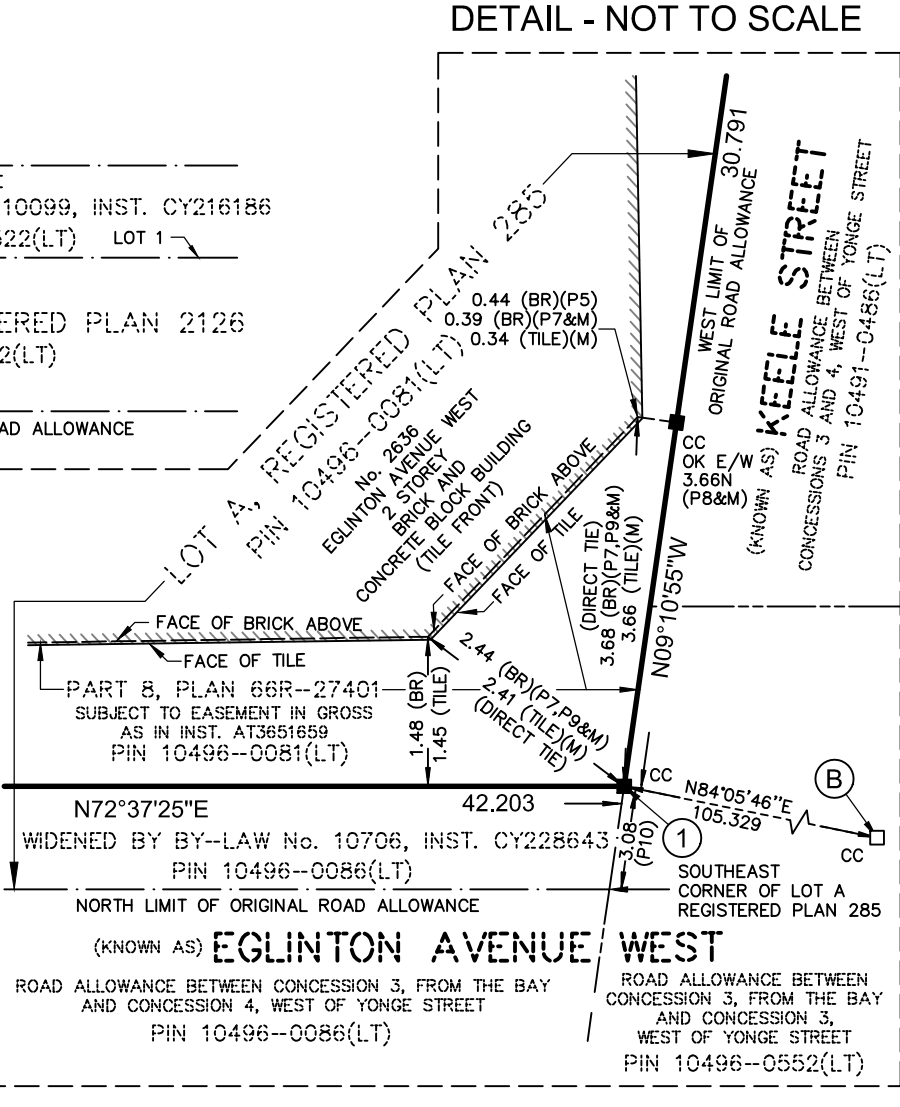 DETAIL - NOT TO SCALE
10099, INST. CY216186
522(LT)
LOT 1
ERED PLAN 2126
2(LT)
AD ALLOWANCE
LOT A, REGISTERED PLAN 285
PIN 10496--0081(LT)
No. 2636
EGLINTON AVENUE WEST
2 STOREY
BRICK AND
CONCRETE BLOCK BUILDING
(TILE FRONT)
0.44 (BR)(P5)
0.39 (BR)(P7&M)
0.34 (TILE)(M)
30.791
WEST LIMIT OF
ORIGINAL ROAD ALLOWANCE
(KNOWN AS) KEELE STREET
ROAD ALLOWANCE BETWEEN
CONCESSIONS 3 AND 4, WEST OF YONGE STREET
PIN 10491--0486(LT)
CC
OK E/W
3.66N
(P8&M)
FACE OF BRICK ABOVE
FACE OF TILE
(DIRECT TIE)
3.68 (BR)(P7,P9&M)
3.66 (TILE)(M)
N09°10'55"W
FACE OF BRICK ABOVE
FACE OF TILE
PART 8, PLAN 66R--27401
SUBJECT TO EASEMENT IN GROSS
AS IN INST. AT3651659
PIN 10496--0081(LT)
1.48 (BR)
1.45 (TILE)
2.44 (BR)(P7,P9&M)
2.41 (TILE)(M)
(DIRECT TIE)
CC
N84°05'46"E
105.329
B
CC
N72°37'25"E
42.203
1
3.08
(P10)
WIDENED BY BY--LAW No. 10706, INST. CY228643
PIN 10496--0086(LT)
SOUTHEAST
CORNER OF LOT A
REGISTERED PLAN 285
NORTH LIMIT OF ORIGINAL ROAD ALLOWANCE
(KNOWN AS) EGLINTON AVENUE WEST
ROAD ALLOWANCE BETWEEN CONCESSION 3, FROM THE BAY
AND CONCESSION 4, WEST OF YONGE STREET
PIN 10496--0086(LT)
ROAD ALLOWANCE BETWEEN
CONCESSION 3, FROM THE BAY
AND CONCESSION 3,
WEST OF YONGE STREET
PIN 10496--0552(LT)